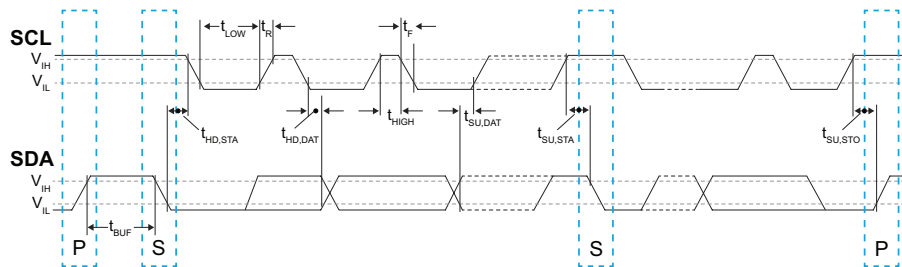 t_LOW t_R t_F
SCL
V_IH
V_IL
t_HD,STA t_HD,DAT t_HIGH t_SU,DAT t_SU,STA t_SU,STO
SDA
V_IH
V_IL
t_BUF
P S S P